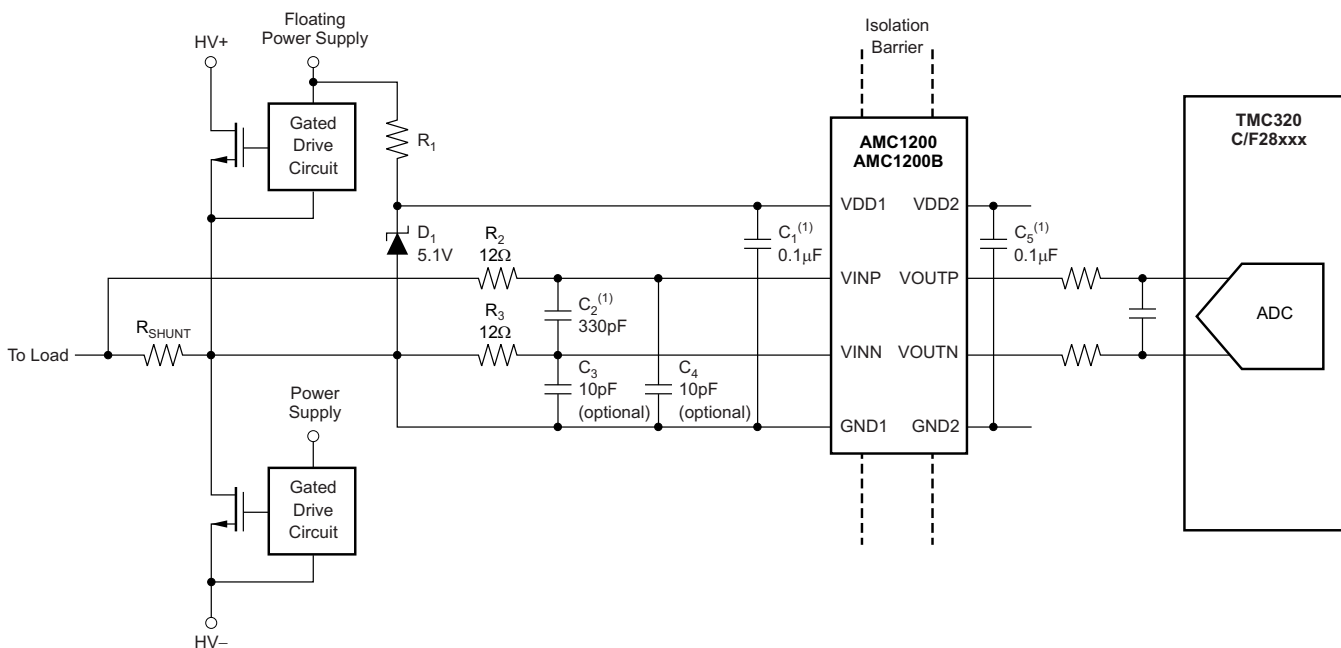 Floating
Power Supply
Isolation
Barrier
HV+
Gated
Drive
Circuit
R1
TMC320
C/F28xxx
AMC1200
AMC1200B
VDD1
VDD2
D1
5.1V
R2
12Ω
C1(1)
0.1μF
C5(1)
0.1μF
VINP
VOUTP
C2(1)
330pF
ADC
R3
12Ω
RSHUNT
To Load
VINN
VOUTN
C3
10pF
(optional)
C4
10pF
(optional)
Power
Supply
GND1
GND2
Gated
Drive
Circuit
HV−